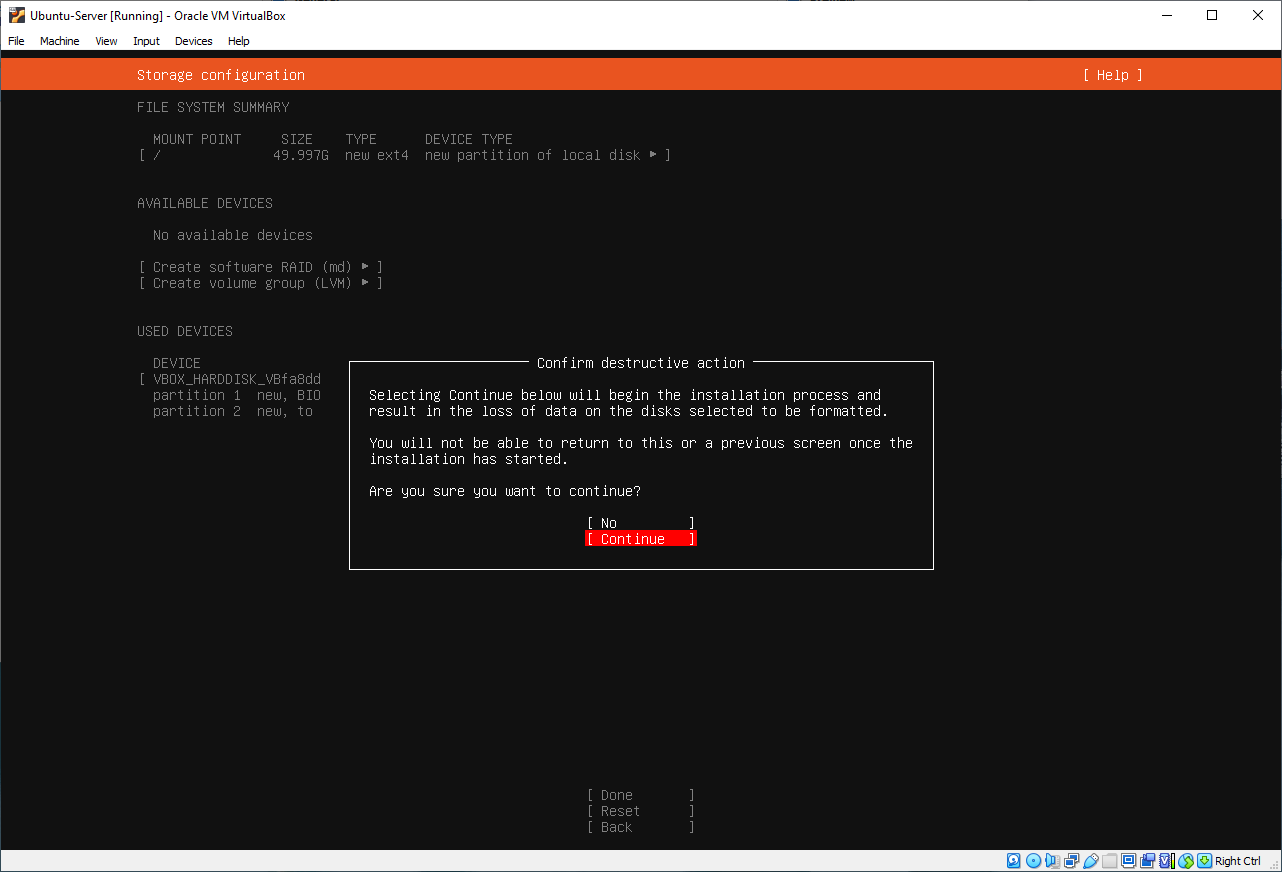 Ubuntu-Server [Running] - Oracle VM VirtualBox
File Machine View Input Devices Help
Storage configuration [ Help ]
FILE SYSTEM SUMMARY
MOUNT POINT SIZE TYPE DEVICE TYPE
[ / 49.997G new ext4 new partition of local disk ▸ ]
AVAILABLE DEVICES
No available devices
[ Create software RAID (md) ▸ ]
[ Create volume group (LVM) ▸ ]
USED DEVICES
DEVICE
[ VBOX_HARDDISK_VBfa8dd
partition 1 new, BIO
partition 2 new, to
Confirm destructive action
Selecting Continue below will begin the installation process and
result in the loss of data on the disks selected to be formatted.
You will not be able to return to this or a previous screen once the
installation has started.
Are you sure you want to continue?
[ No ]
[ Continue ]
[ Done ]
[ Reset ]
[ Back ]
Right Ctrl